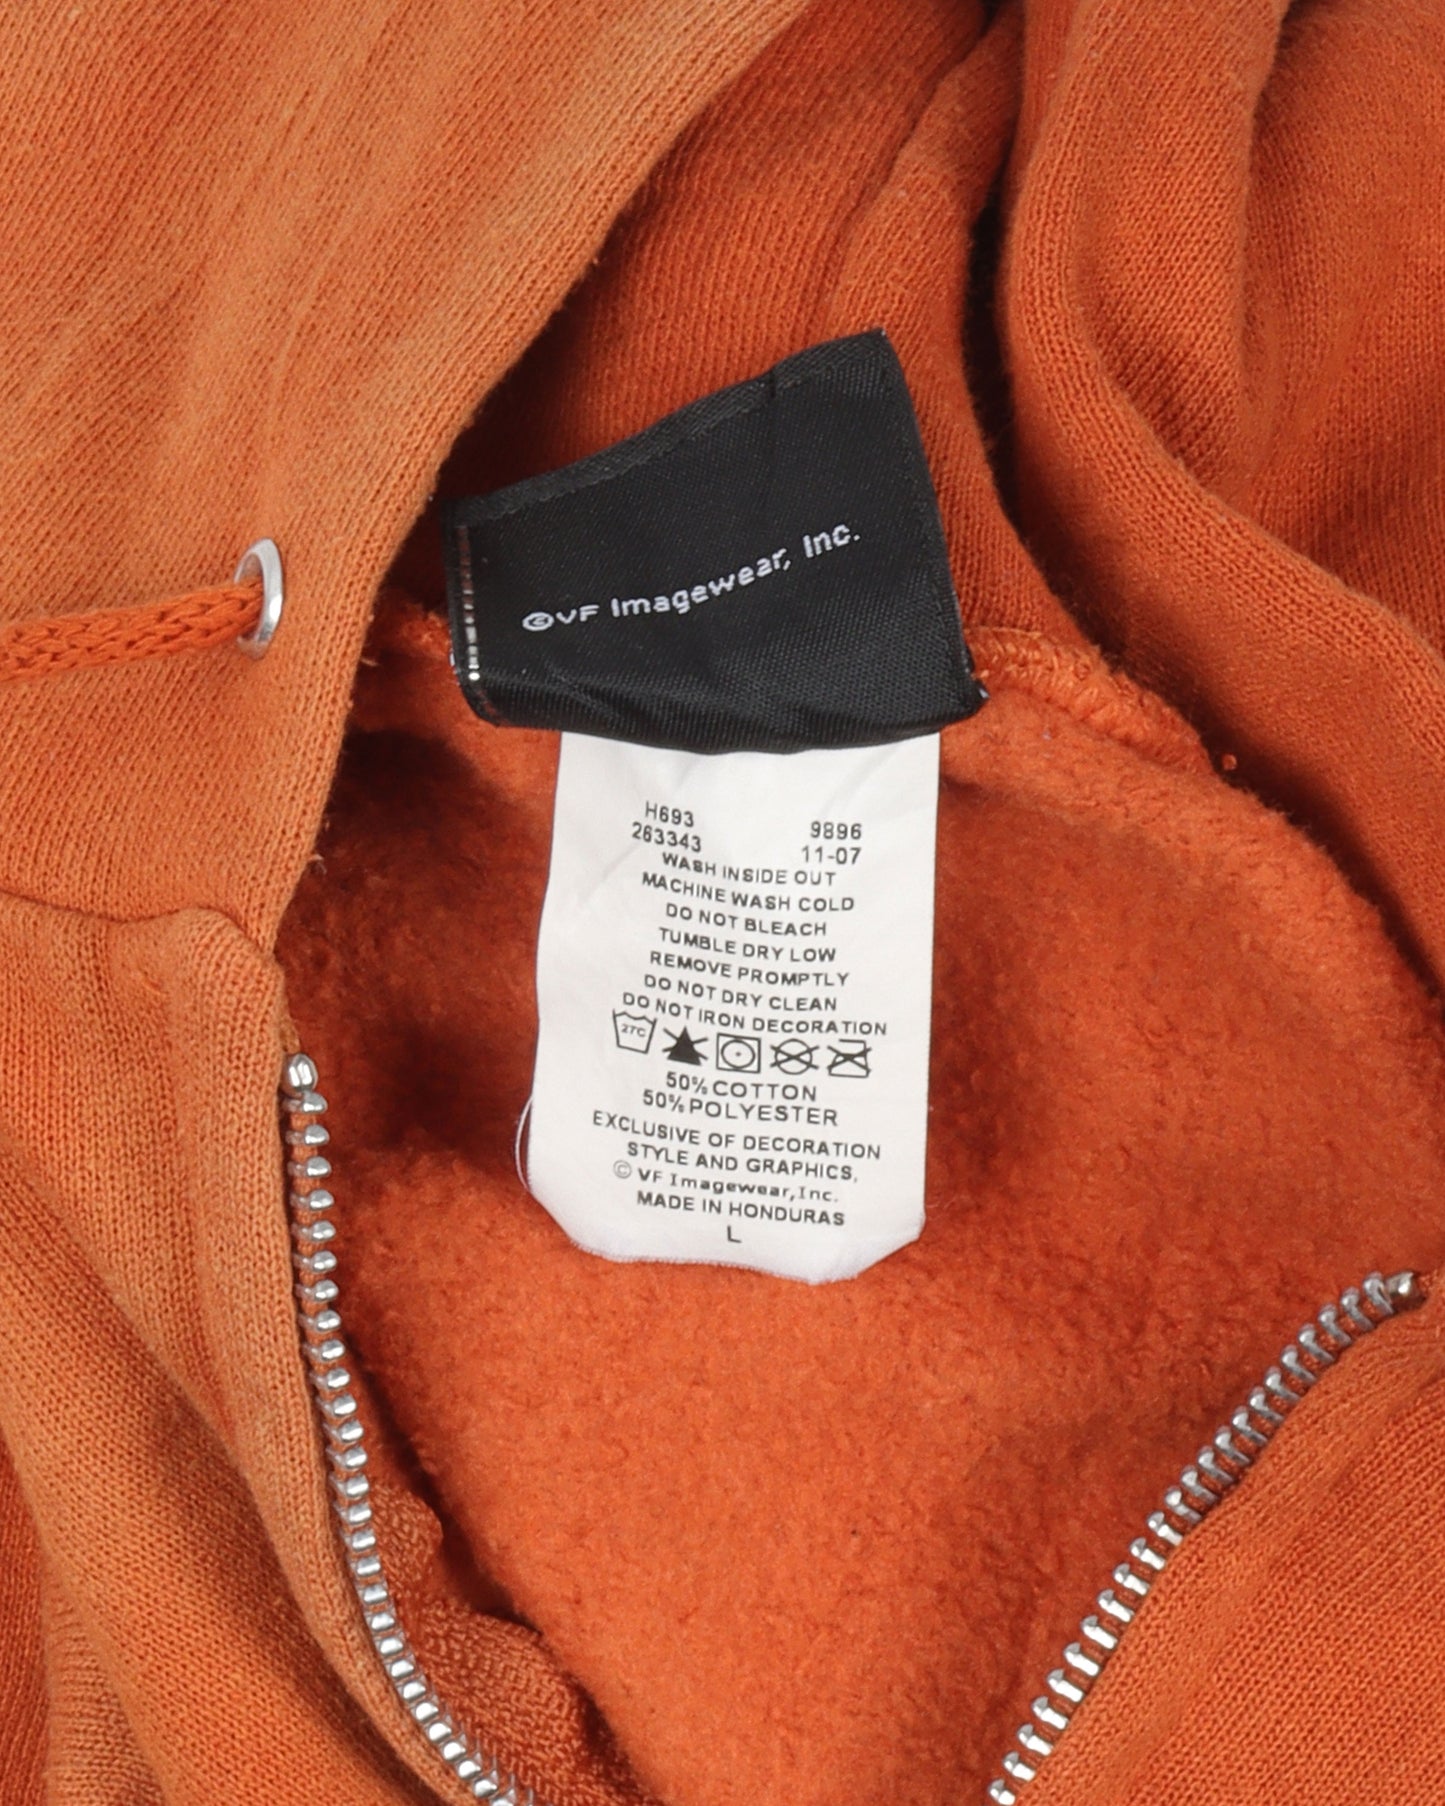 ©VF Imagewear, Inc.
H693 9896
263343 11-07
WASH INSIDE OUT
MACHINE WASH COLD
DO NOT BLEACH
TUMBLE DRY LOW
REMOVE PROMPTLY
DO NOT DRY CLEAN
DO NOT IRON DECORATION
27C
50% COTTON
50% POLYESTER
EXCLUSIVE OF DECORATION
STYLE AND GRAPHICS,
© VF Imagewear,Inc.
MADE IN HONDURAS
L